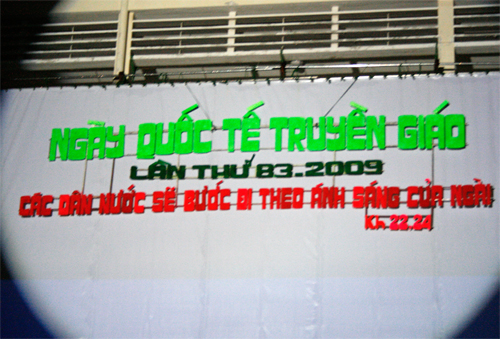 NGÀY QUỐC TẾ TRUYỀN GIÁO
LẦN THỨ 83.2009
CÁC DÂN NƯỚC SẼ BƯỚC ĐI THEO ÁNH SÁNG CỦA NGÀI
Kh 22,24